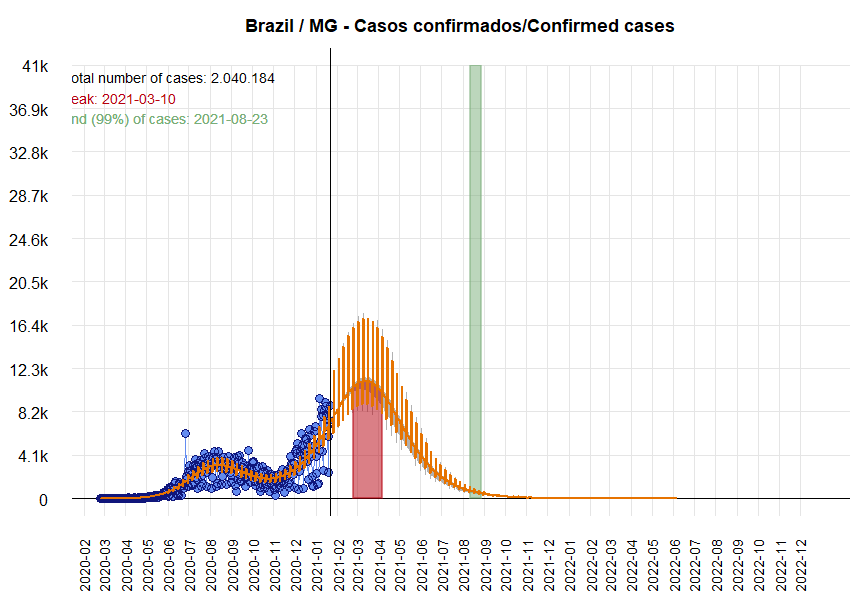 Brazil / MG - Casos confirmados/Confirmed cases
41k
otal number of cases: 2.040.184
eak: 2021-03-10
nd (99%) of cases: 2021-08-23
36.9k
32.8k
28.7k
24.6k
20.5k
16.4k
12.3k
8.2k
4.1k
0
2020-02
2020-03
2020-04
2020-05
2020-06
2020-07
2020-08
2020-09
2020-10
2020-11
2020-12
2021-01
2021-02
2021-03
2021-04
2021-05
2021-06
2021-07
2021-08
2021-09
2021-10
2021-11
2021-12
2022-01
2022-02
2022-03
2022-04
2022-05
2022-06
2022-07
2022-08
2022-09
2022-10
2022-11
2022-12